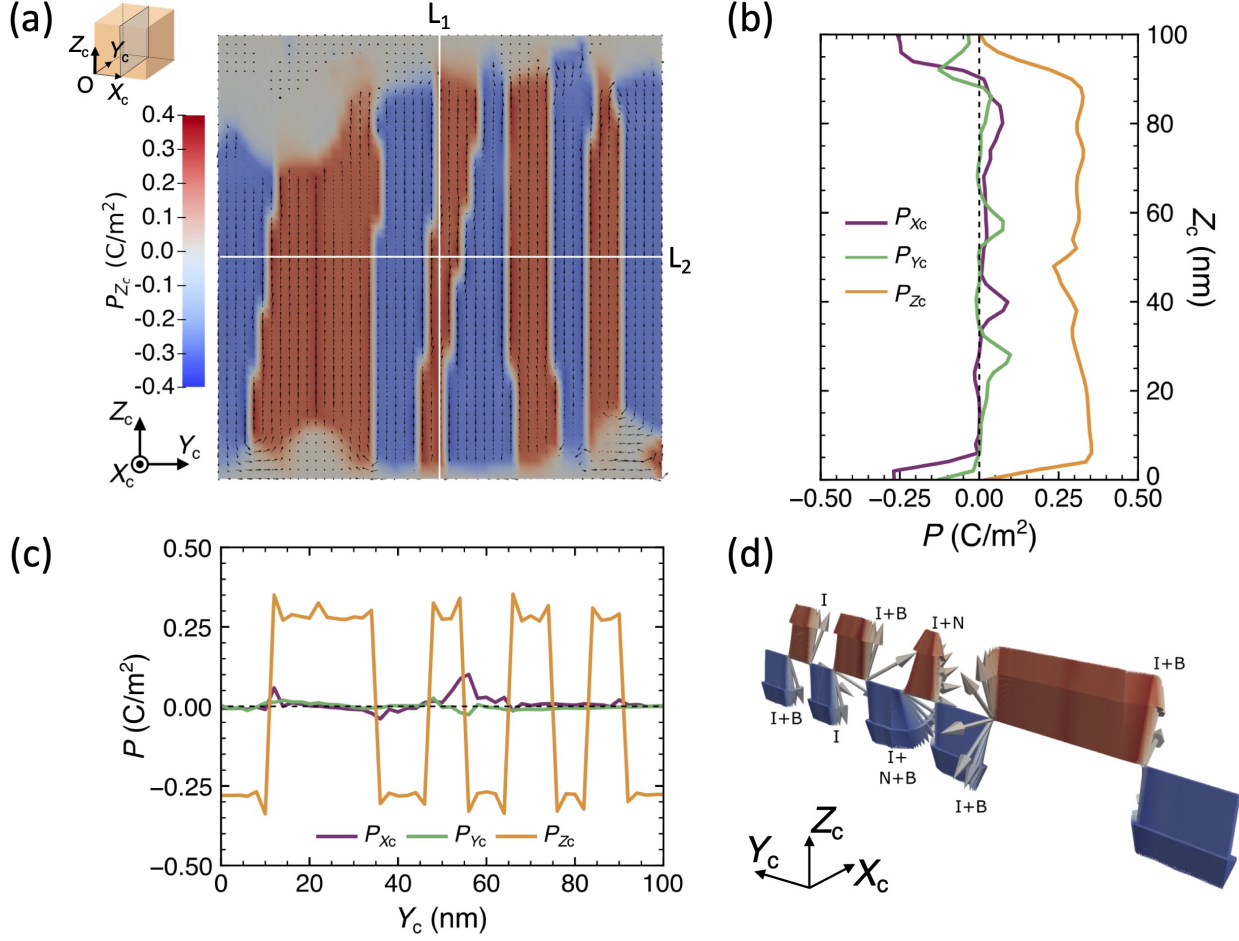 (a)
Zc
Yc
O
Xc
L1
L2
0.4
0.3
0.2
0.1
0.0
-0.1
-0.2
-0.3
-0.4
PZc (C/m²)
Zc
Yc
Xc
(b)
100
80
60
40
20
0
Zc (nm)
PXc
PYc
PZc
−0.50 −0.25 0.00 0.25 0.50
P (C/m²)
(c)
0.50
0.25
0.00
−0.25
−0.50
P (C/m²)
PXc PYc PZc
0 20 40 60 80 100
Yc (nm)
(d)
I
I+B
I+N
I+B
I+B
I
I+
N+B
I+B
Zc
Yc
Xc